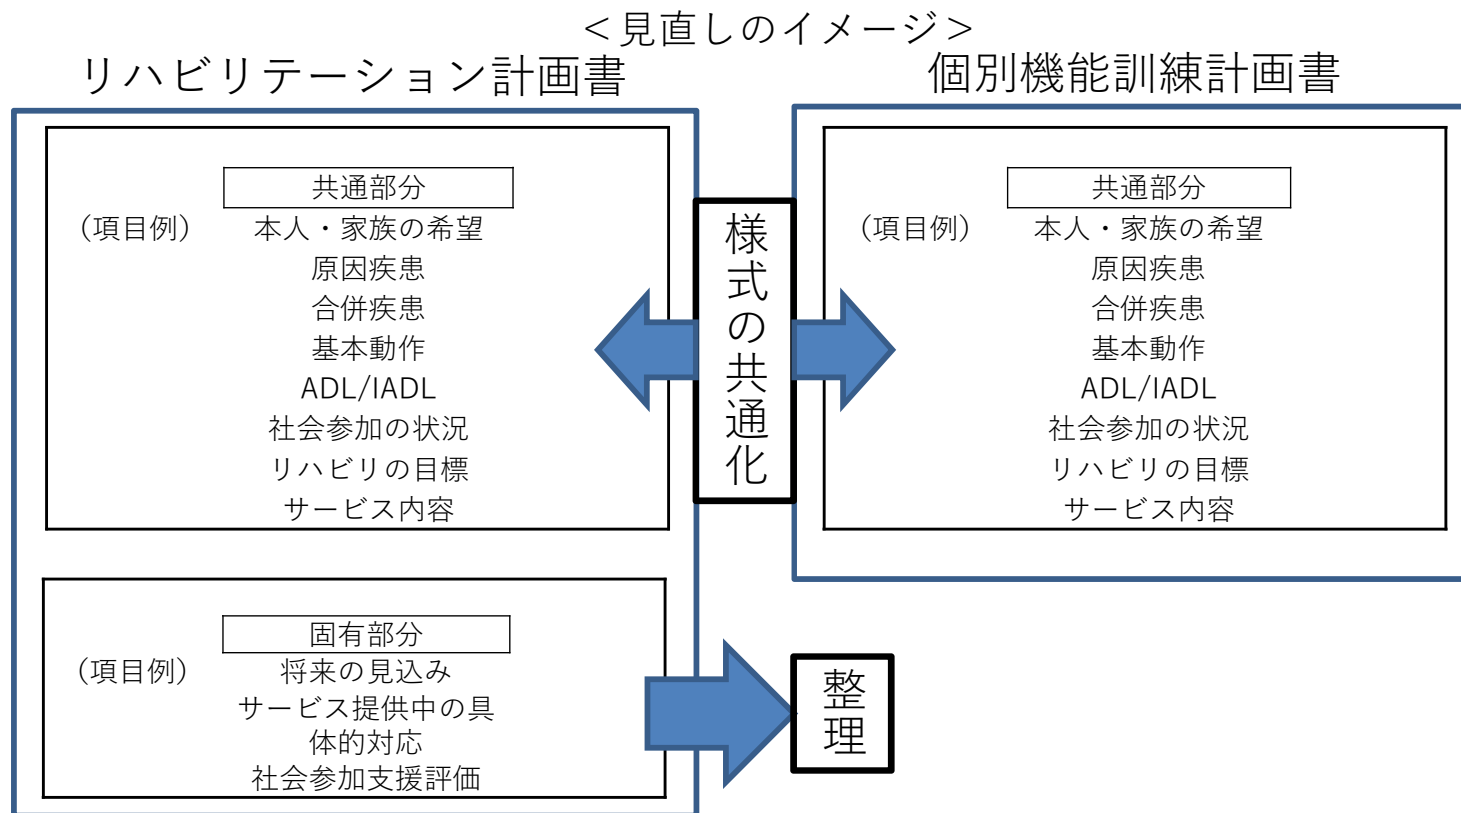 ＜見直しのイメージ＞
リハビリテーション計画書
共通部分
（項目例）
本人・家族の希望
原因疾患
合併疾患
基本動作
ADL/IADL
社会参加の状況
リハビリの目標
サービス内容
固有部分
（項目例）
将来の見込み
サービス提供中の具
体的対応
社会参加支援評価
様式の共通化
整理
個別機能訓練計画書
共通部分
（項目例）
本人・家族の希望
原因疾患
合併疾患
基本動作
ADL/IADL
社会参加の状況
リハビリの目標
サービス内容